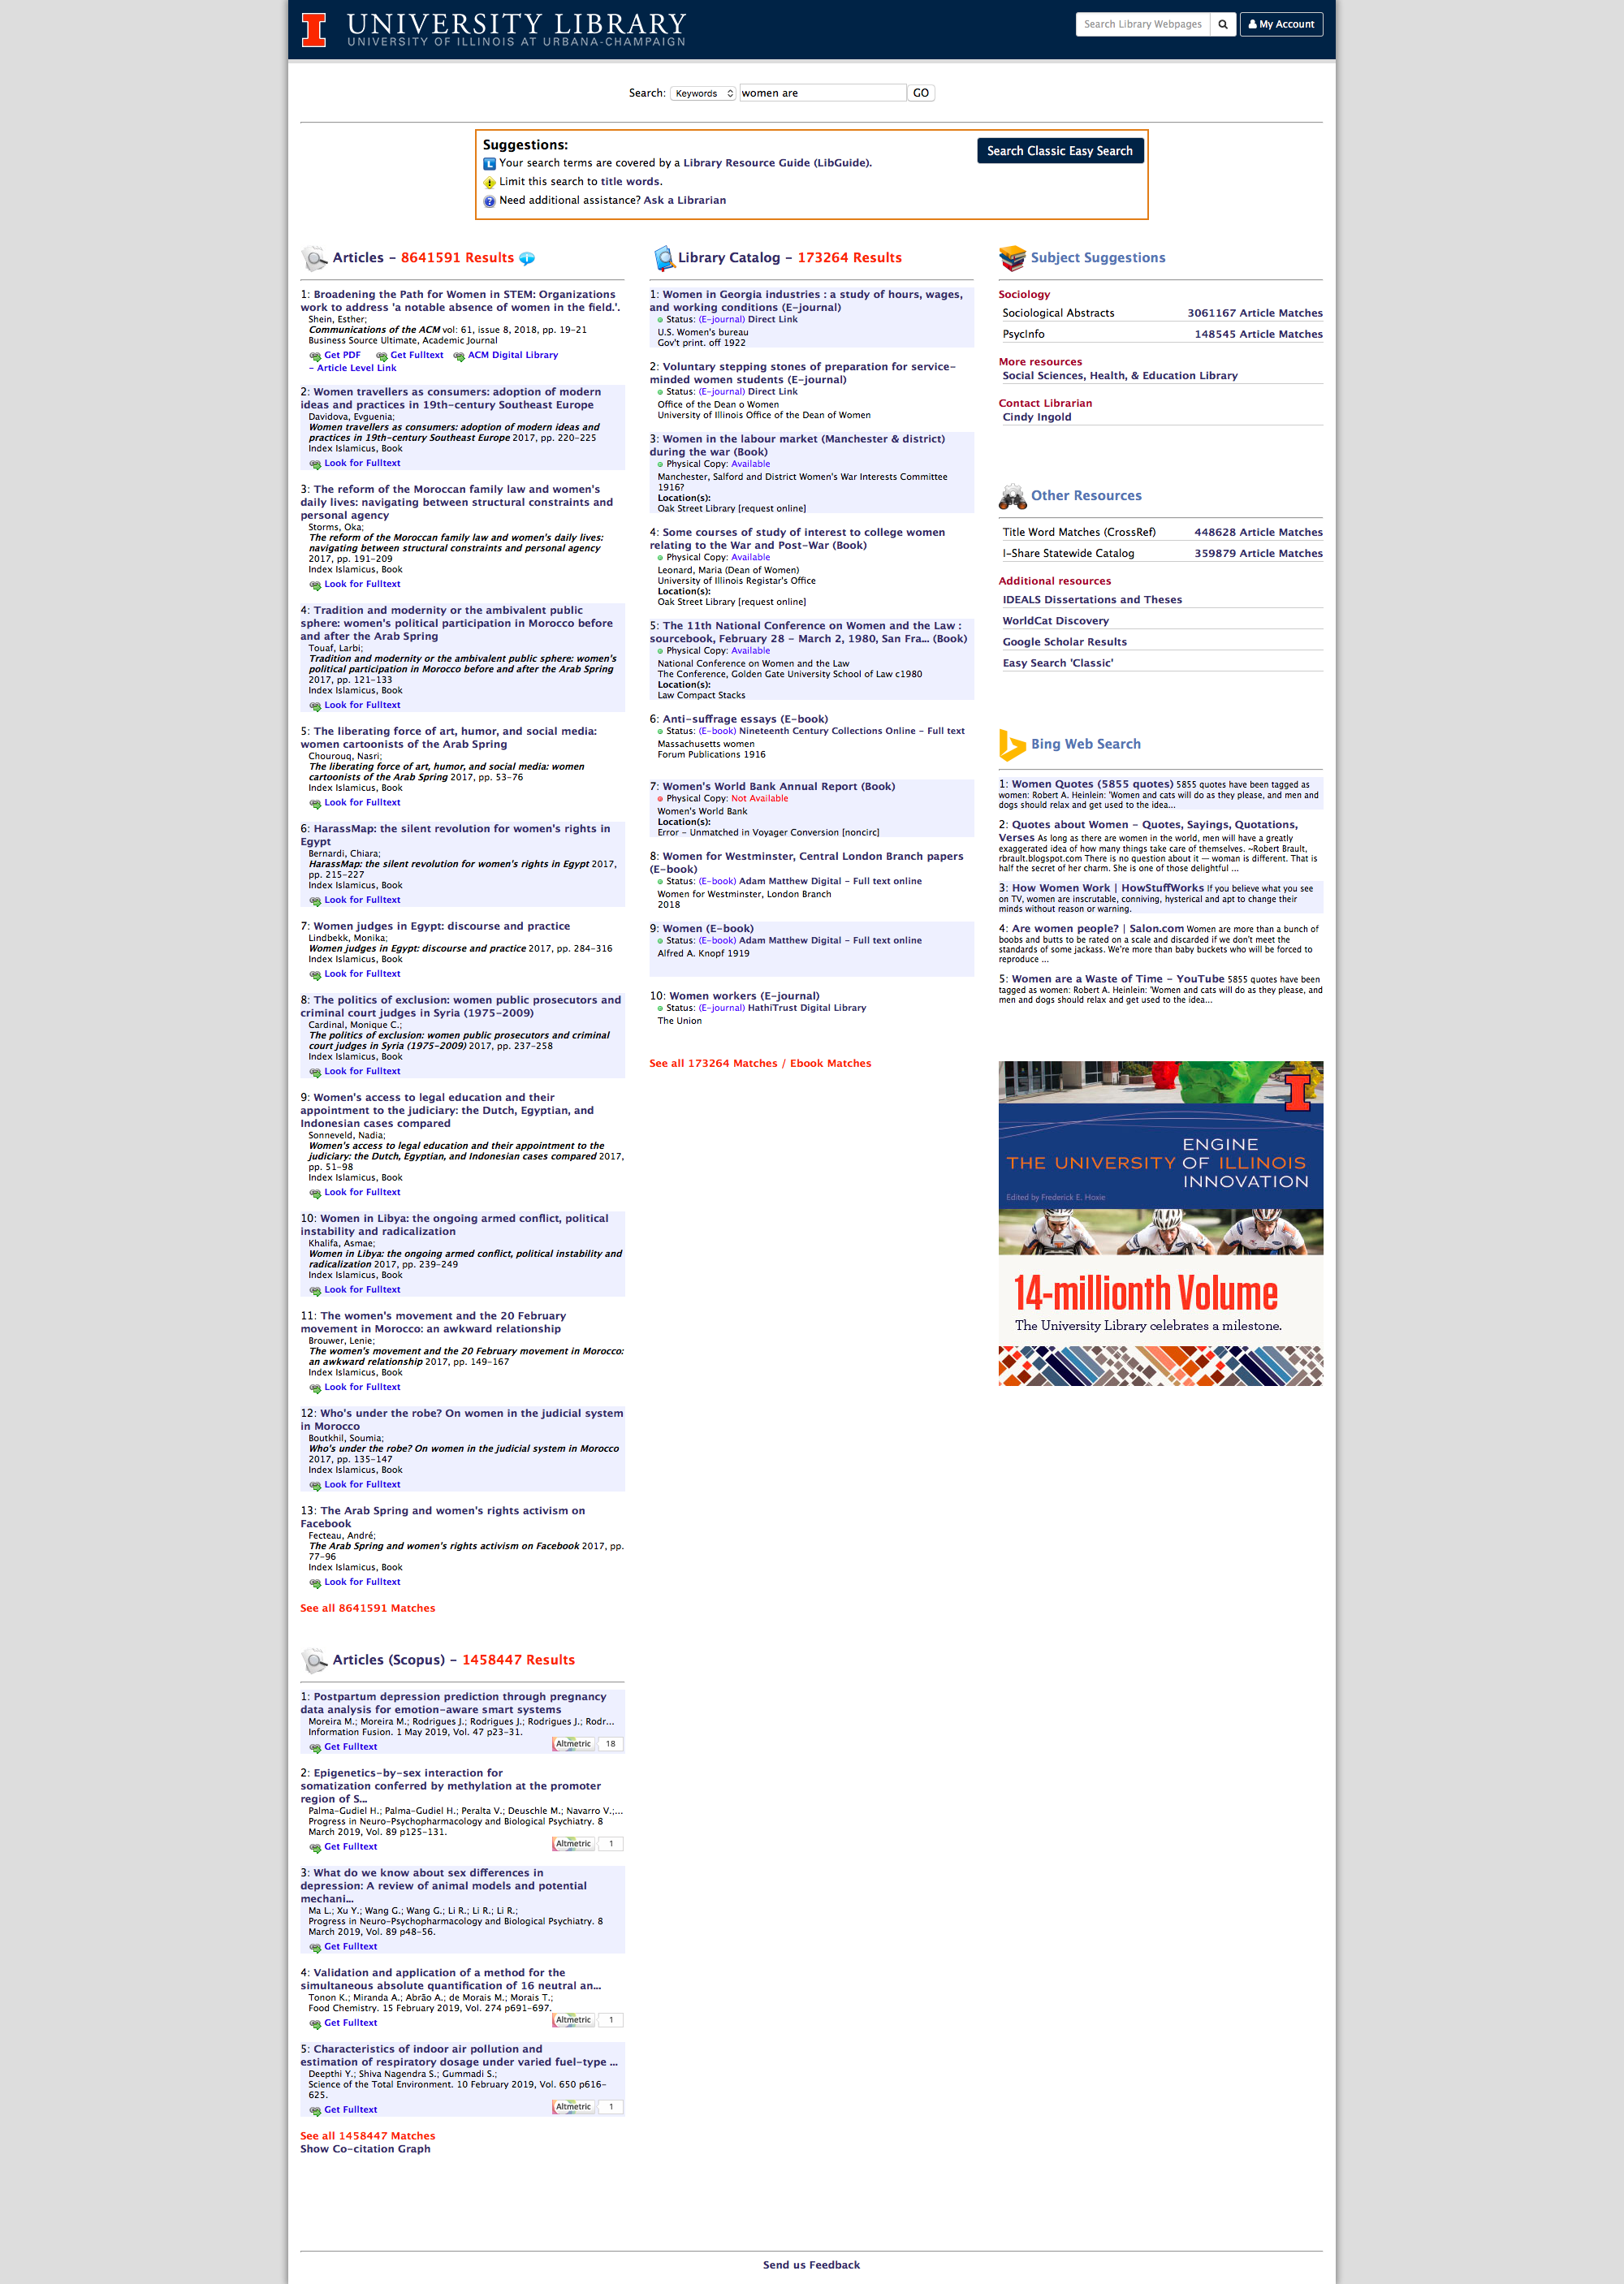 UNIVERSITY LIBRARY
UNIVERSITY OF ILLINOIS AT URBANA-CHAMPAIGN
Search Library Webpages
My Account
Search: Keywords women are GO
Suggestions:
Search Classic Easy Search
Your search terms are covered by a Library Resource Guide (LibGuide).
Limit this search to title words.
Need additional assistance? Ask a Librarian
Articles - 8641591 Results
1: Broadening the Path for Women in STEM: Organizations
work to address 'a notable absence of women in the field.'.
Shein, Esther;
Communications of the ACM vol: 61, issue 8, 2018, pp. 19-21
Business Source Ultimate, Academic Journal
Get PDF Get Fulltext ACM Digital Library
- Article Level Link
2: Women travellers as consumers: adoption of modern
ideas and practices in 19th-century Southeast Europe
Davidova, Evguenia;
Women travellers as consumers: adoption of modern ideas and
practices in 19th-century Southeast Europe 2017, pp. 220-225
Index Islamicus, Book
Look for Fulltext
3: The reform of the Moroccan family law and women's
daily lives: navigating between structural constraints and
personal agency
Storms, Oka;
The reform of the Moroccan family law and women's daily lives:
navigating between structural constraints and personal agency
2017, pp. 191-209
Index Islamicus, Book
Look for Fulltext
4: Tradition and modernity or the ambivalent public
sphere: women's political participation in Morocco before
and after the Arab Spring
Touaf, Larbi;
Tradition and modernity or the ambivalent public sphere: women's
political participation in Morocco before and after the Arab Spring
2017, pp. 121-133
Index Islamicus, Book
Look for Fulltext
5: The liberating force of art, humor, and social media:
women cartoonists of the Arab Spring
Chourouq, Nasri;
The liberating force of art, humor, and social media: women
cartoonists of the Arab Spring 2017, pp. 53-76
Index Islamicus, Book
Look for Fulltext
6: HarassMap: the silent revolution for women's rights in
Egypt
Bernardi, Chiara;
HarassMap: the silent revolution for women's rights in Egypt 2017,
pp. 215-227
Index Islamicus, Book
Look for Fulltext
7: Women judges in Egypt: discourse and practice
Lindbekk, Monika;
Women judges in Egypt: discourse and practice 2017, pp. 284-316
Index Islamicus, Book
Look for Fulltext
8: The politics of exclusion: women public prosecutors and
criminal court judges in Syria (1975-2009)
Cardinal, Monique C.;
The politics of exclusion: women public prosecutors and criminal
court judges in Syria (1975-2009) 2017, pp. 237-258
Index Islamicus, Book
Look for Fulltext
9: Women's access to legal education and their
appointment to the judiciary: the Dutch, Egyptian, and
Indonesian cases compared
Sonneveld, Nadia;
Women's access to legal education and their appointment to the
judiciary: the Dutch, Egyptian, and Indonesian cases compared 2017,
pp. 51-98
Index Islamicus, Book
Look for Fulltext
10: Women in Libya: the ongoing armed conflict, political
instability and radicalization
Khalifa, Asmae;
Women in Libya: the ongoing armed conflict, political instability and
radicalization 2017, pp. 239-249
Index Islamicus, Book
Look for Fulltext
11: The women's movement and the 20 February
movement in Morocco: an awkward relationship
Brouwer, Lenie;
The women's movement and the 20 February movement in Morocco:
an awkward relationship 2017, pp. 149-167
Index Islamicus, Book
Look for Fulltext
12: Who's under the robe? On women in the judicial system
in Morocco
Boutkhil, Soumia;
Who's under the robe? On women in the judicial system in Morocco
2017, pp. 135-147
Index Islamicus, Book
Look for Fulltext
13: The Arab Spring and women's rights activism on
Facebook
Fecteau, André;
The Arab Spring and women's rights activism on Facebook 2017, pp.
77-96
Index Islamicus, Book
Look for Fulltext
See all 8641591 Matches
Articles (Scopus) - 1458447 Results
1: Postpartum depression prediction through pregnancy
data analysis for emotion-aware smart systems
Moreira M.; Moreira M.; Rodrigues J.; Rodrigues J.; Rodrigues J.; Rodr...
Information Fusion. 1 May 2019, Vol. 47 p23-31.
Get Fulltext Altmetric 18
2: Epigenetics-by-sex interaction for
somatization conferred by methylation at the promoter
region of S...
Palma-Gudiel H.; Palma-Gudiel H.; Peralta V.; Deuschle M.; Navarro V.;...
Progress in Neuro-Psychopharmacology and Biological Psychiatry. 8
March 2019, Vol. 89 p125-131.
Get Fulltext Altmetric 1
3: What do we know about sex differences in
depression: A review of animal models and potential
mechani...
Ma L.; Xu Y.; Wang G.; Wang G.; Li R.; Li R.; Li R.;
Progress in Neuro-Psychopharmacology and Biological Psychiatry. 8
March 2019, Vol. 89 p48-56.
Get Fulltext
4: Validation and application of a method for the
simultaneous absolute quantification of 16 neutral an...
Tonon K.; Miranda A.; Abrão A.; de Morais M.; Morais T.;
Food Chemistry. 15 February 2019, Vol. 274 p691-697.
Get Fulltext Altmetric 1
5: Characteristics of indoor air pollution and
estimation of respiratory dosage under varied fuel-type ...
Deepthi Y.; Shiva Nagendra S.; Gummadi S.;
Science of the Total Environment. 10 February 2019, Vol. 650 p616-
625.
Get Fulltext Altmetric 1
See all 1458447 Matches
Show Co-citation Graph
Library Catalog - 173264 Results
1: Women in Georgia industries : a study of hours, wages,
and working conditions (E-journal)
Status: (E-journal) Direct Link
U.S. Women's bureau
Gov't print. off 1922
2: Voluntary stepping stones of preparation for service-
minded women students (E-journal)
Status: (E-journal) Direct Link
Office of the Dean o Women
University of Illinois Office of the Dean of Women
3: Women in the labour market (Manchester & district)
during the war (Book)
Physical Copy: Available
Manchester, Salford and District Women's War Interests Committee
1916?
Location(s):
Oak Street Library [request online]
4: Some courses of study of interest to college women
relating to the War and Post-War (Book)
Physical Copy: Available
Leonard, Maria (Dean of Women)
University of Illinois Registar's Office
Location(s):
Oak Street Library [request online]
5: The 11th National Conference on Women and the Law :
sourcebook, February 28 - March 2, 1980, San Fra... (Book)
Physical Copy: Available
National Conference on Women and the Law
The Conference, Golden Gate University School of Law c1980
Location(s):
Law Compact Stacks
6: Anti-suffrage essays (E-book)
Status: (E-book) Nineteenth Century Collections Online - Full text
Massachusetts women
Forum Publications 1916
7: Women's World Bank Annual Report (Book)
Physical Copy: Not Available
Women's World Bank
Location(s):
Error - Unmatched in Voyager Conversion [noncirc]
8: Women for Westminster, Central London Branch papers
(E-book)
Status: (E-book) Adam Matthew Digital - Full text online
Women for Westminster, London Branch
2018
9: Women (E-book)
Status: (E-book) Adam Matthew Digital - Full text online
Alfred A. Knopf 1919
10: Women workers (E-journal)
Status: (E-journal) HathiTrust Digital Library
The Union
See all 173264 Matches / Ebook Matches
Subject Suggestions
Sociology
Sociological Abstracts 3061167 Article Matches
PsycInfo 148545 Article Matches
More resources
Social Sciences, Health, & Education Library
Contact Librarian
Cindy Ingold
Other Resources
Title Word Matches (CrossRef) 448628 Article Matches
I-Share Statewide Catalog 359879 Article Matches
Additional resources
IDEALS Dissertations and Theses
WorldCat Discovery
Google Scholar Results
Easy Search 'Classic'
Bing Web Search
1: Women Quotes (5855 quotes) 5855 quotes have been tagged as
women: Robert A. Heinlein: 'Women and cats will do as they please, and men and
dogs should relax and get used to the idea...
2: Quotes about Women - Quotes, Sayings, Quotations,
Verses As long as there are women in the world, men will have a greatly
exaggerated idea of how many things take care of themselves. ~Robert Brault,
rbrault.blogspot.com There is no question about it — woman is different. That is
half the secret of her charm. She is one of those delightful ...
3: How Women Work | HowStuffWorks If you believe what you see
on TV, women are inscrutable, conniving, hysterical and apt to change their
minds without reason or warning.
4: Are women people? | Salon.com Women are more than a bunch of
boobs and butts to be rated on a scale and discarded if we don't meet the
standards of some jackass. We're more than baby buckets who will be forced to
reproduce ...
5: Women are a Waste of Time - YouTube 5855 quotes have been
tagged as women: Robert A. Heinlein: 'Women and cats will do as they please, and
men and dogs should relax and get used to the idea...
ENGINE
THE UNIVERSITY OF ILLINOIS
INNOVATION
Edited by Frederick E. Hoxie
14-millionth Volume
The University Library celebrates a milestone.
Send us Feedback